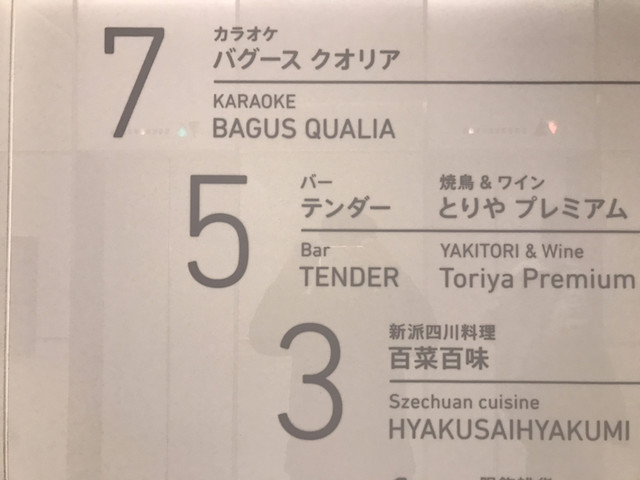 7
カラオケ
バグース クオリア
KARAOKE
BAGUS QUALIA
5
バー
テンダー
Bar
TENDER
焼鳥 & ワイン
とりや プレミアム
YAKITORI & Wine
Toriya Premium
3
新派四川料理
百菜百味
Szechuan cuisine
HYAKUSAIHYAKUMI